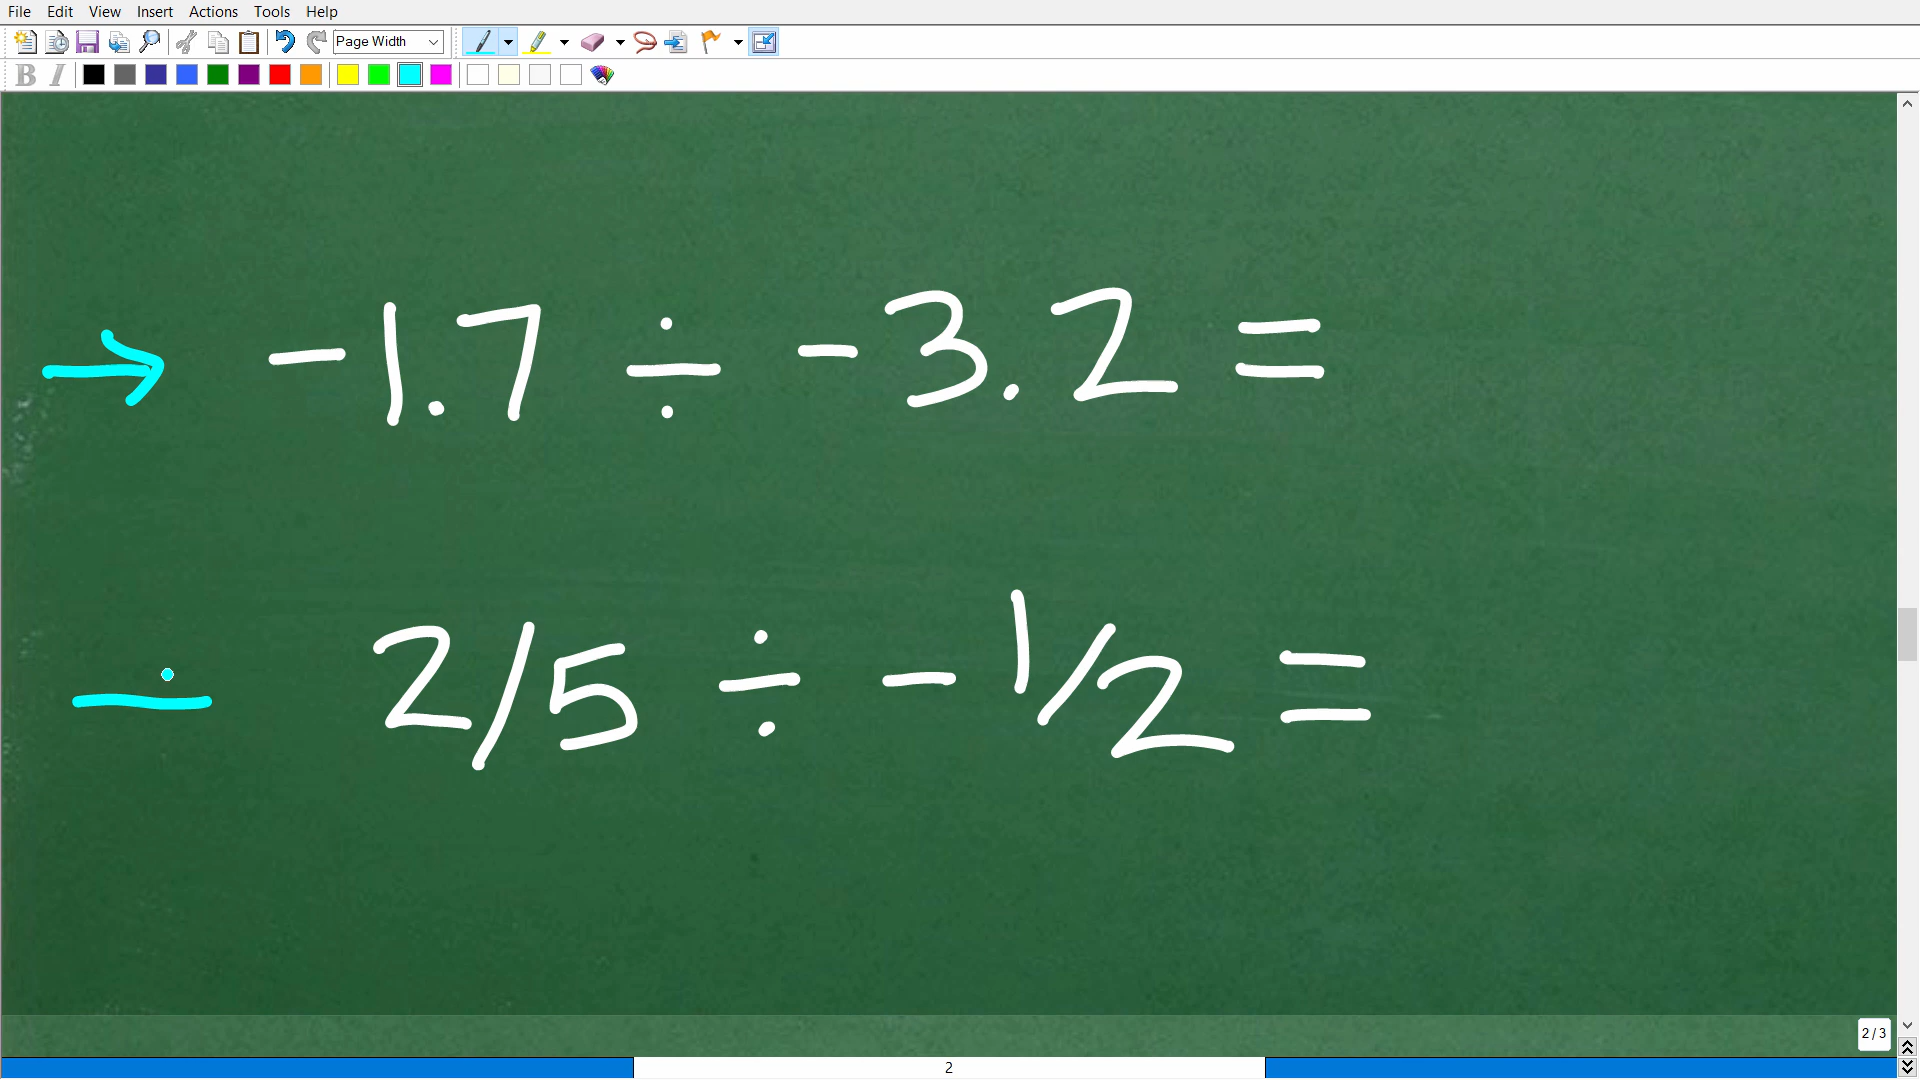 File Edit View Insert Actions Tools Help
Page Width
B I
-1.7 ÷ -3.2 =
2/5 ÷ -1/2 =
2 / 3
2